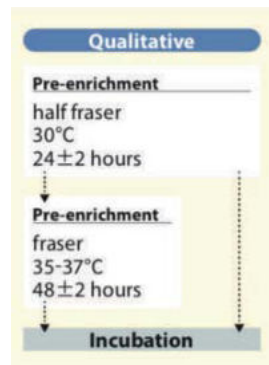 Qualitative
Pre-enrichment
half fraser
30°C
24±2 hours
Pre-enrichment
fraser
35-37°C
48±2 hours
Incubation